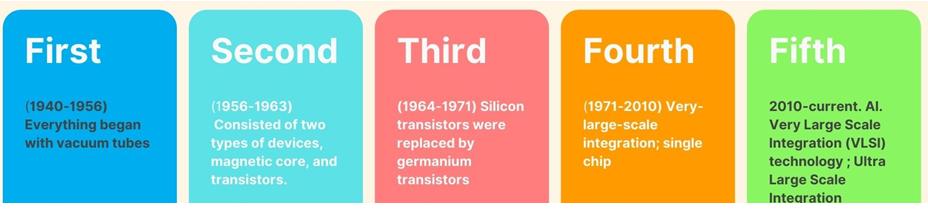 First
(1940-1956)
Everything began
with vacuum tubes
Second
(1956-1963)
Consisted of two
types of devices,
magnetic core, and
transistors.
Third
(1964-1971) Silicon
transistors were
replaced by
germanium
transistors
Fourth
(1971-2010) Very-
large-scale
integration; single
chip
Fifth
2010-current. AI.
Very Large Scale
Integration (VLSI)
technology ; Ultra
Large Scale
Integration